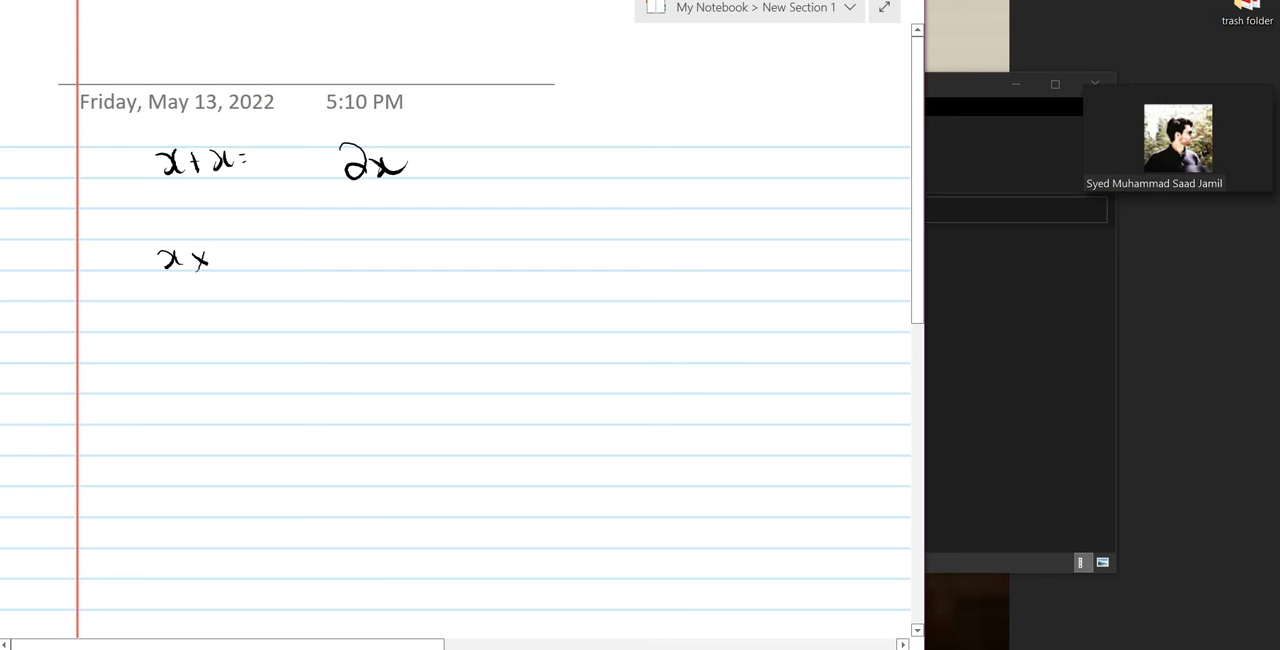 My Notebook > New Section 1
trash folder
Friday, May 13, 2022 5:10 PM
x+x= 2x
Syed Muhammad Saad Jamil
x ×